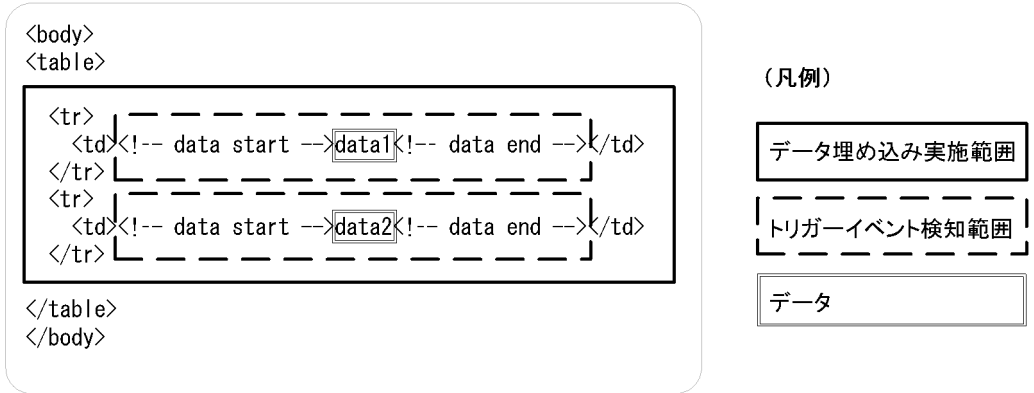 <body>
<table>
<tr>
<td><!-- data start -->data1<!-- data end --></td>
</tr>
<tr>
<td><!-- data start -->data2<!-- data end --></td>
</tr>
</table>
</body>
（凡例）
データ埋め込み実施範囲
トリガーイベント検知範囲
データ